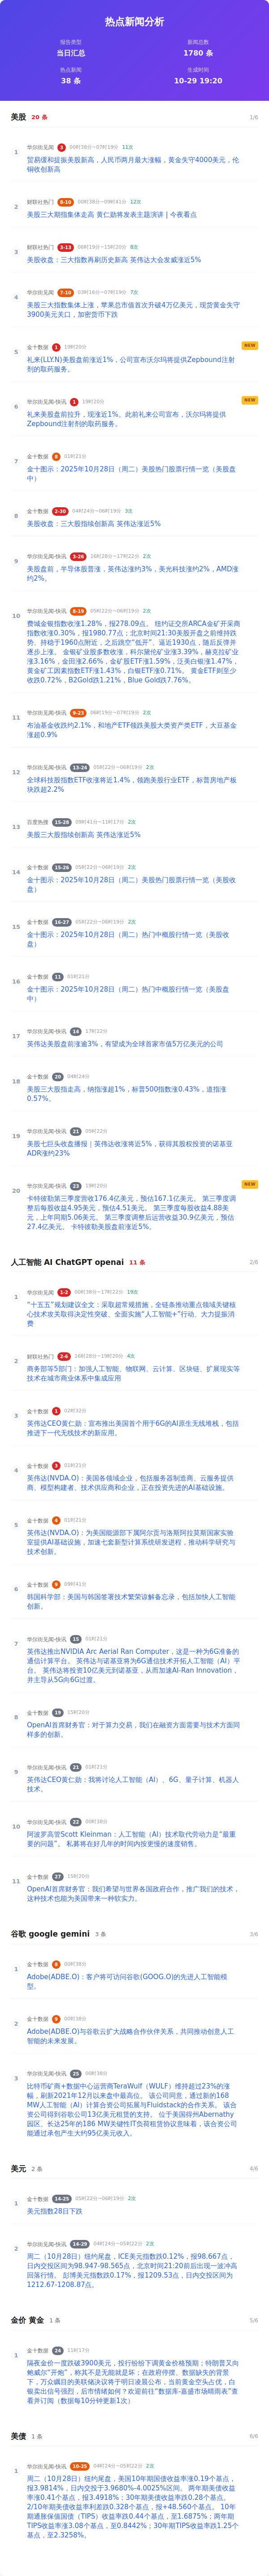 热点新闻分析
报告类型
当日汇总
新闻总数
1780 条
热点新闻
38 条
生成时间
10-29 19:20
美股 20 条
1/6
1
华尔街见闻 3 00时38分~07时19分 11次
贸易缓和提振美股新高，人民币两月最大涨幅，黄金失守4000美元，伦
铜收创新高
2
财联社热门 6-10 00时38分~09时41分 12次
美股三大期指集体走高 黄仁勋将发表主题演讲 | 今夜看点
3
财联社热门 3-13 06时19分~15时20分 8次
美股收盘：三大指数再刷历史新高 英伟达大会发威涨近5%
4
华尔街见闻 7-10 03时16分~07时19分 7次
美股三大指数集体上涨，苹果总市值首次升破4万亿美元，现货黄金失守
3900美元关口，加密货币下跌
5
金十数据 1 19时20分
NEW
礼来(LLY.N)美股盘前涨近1%，公司宣布沃尔玛将提供Zepbound注射
剂的取药服务。
6
华尔街见闻-快讯 1 19时20分
NEW
礼来美股盘前拉升，现涨近1%。此前礼来公司宣布，沃尔玛将提供
Zepbound注射剂的取药服务。
7
金十数据 8 01时21分
金十图示：2025年10月28日（周二）美股热门股票行情一览（美股盘
中）
8
金十数据 2-30 04时24分~06时19分 3次
美股收盘：三大股指续创新高 英伟达涨近5%
9
华尔街见闻-快讯 3-26 16时28分~17时22分 2次
美股盘前，半导体股普涨，英伟达涨约3%，美光科技涨约2%，AMD涨
约2%。
10
华尔街见闻-快讯 8-19 05时22分~06时19分 2次
费城金银指数收涨1.28%，报278.09点。 纽约证交所ARCA金矿开采商
指数收涨0.30%，报1980.77点；北京时间21:30美股开盘之前维持跌
势、持稳于1960点附近，之后跳空“低开”、逼近1930点，随后反弹并
逐步上涨。 金银矿业股多数收涨，科尔黛伦矿业涨3.39%，赫克拉矿业
涨3.16%，金田涨2.66%，金矿股ETF涨1.59%，泛美白银涨1.47%，
黄金矿工因素指数ETF涨1.43%，白银ETF涨0.71%。 黄金ETF则至少
收跌0.72%，B2Gold跌1.21%，Blue Gold跌7.76%。
11
华尔街见闻-快讯 9-23 06时19分~07时19分 2次
布油基金收跌约2.1%，和地产ETF领跌美股大类资产类ETF，大豆基金
涨超0.9%
12
华尔街见闻-快讯 13-24 05时22分~06时19分 2次
全球科技股指数ETF收涨将近1.4%，领跑美股行业ETF，标普房地产板
块跌超2.2%
13
百度热搜 15-28 09时41分~11时17分 2次
美股三大股指续创新高 英伟达涨近5%
14
金十数据 15-26 05时22分~06时19分 2次
金十图示：2025年10月28日（周二）美股热门股票行情一览（美股收
盘）
15
金十数据 16-27 05时22分~06时19分 2次
金十图示：2025年10月28日（周二）热门中概股行情一览（美股收
盘）
16
金十数据 11 01时21分
金十图示：2025年10月28日（周二）热门中概股行情一览（美股盘
中）
17
华尔街见闻-快讯 14 17时22分
英伟达美股盘前涨逾3%，有望成为全球首家市值5万亿美元的公司
18
金十数据 20 04时24分
美股三大股指走高，纳指涨超1%，标普500指数涨0.43%，道指涨
0.57%。
19
华尔街见闻-快讯 21 05时22分
美股七巨头收盘播报｜英伟达收涨将近5%，获得其股权投资的诺基亚
ADR涨约23%
20
华尔街见闻-快讯 23 19时20分
NEW
卡特彼勒第三季度营收176.4亿美元，预估167.1亿美元。 第三季度调
整后每股收益4.95美元，预估4.51美元。 第三季度每股收益4.88美
元，上年同期5.06美元。 第三季度调整后运营收益30.9亿美元，预估
27.4亿美元。 卡特彼勒美股盘前涨近5%。
人工智能 AI ChatGPT openai 11 条
2/6
1
华尔街见闻 1-2 00时38分~17时22分 19次
“十五五”规划建议全文：采取超常规措施，全链条推动重点领域关键核
心技术攻关取得决定性突破、全面实施“人工智能+”行动、大力提振消
费
2
财联社热门 2-6 16时28分~19时20分 4次
商务部等5部门：加强人工智能、物联网、云计算、区块链、扩展现实等
技术在城市商业体系中集成应用
3
金十数据 1 02时32分
英伟达CEO黄仁勋：宣布推出美国首个用于6G的AI原生无线堆栈，包括
推进下一代无线技术的新应用。
4
金十数据 3 01时21分
英伟达(NVDA.O)：美国各领域企业，包括服务器制造商、云服务提供
商、模型构建者、技术供应商和企业，正在投资先进的AI基础设施。
5
金十数据 6 01时21分
英伟达(NVDA.O)：为美国能源部下属阿尔贡与洛斯阿拉莫斯国家实验
室提供AI基础设施，加速七套新型计算系统研发进程，推动科学研究与
技术创新。
6
金十数据 9 09时41分
韩国科学部：美国与韩国签署技术繁荣谅解备忘录，包括加快人工智能
创新。
7
华尔街见闻-快讯 15 01时21分
英伟达推出NVIDIA Arc Aerial Ran Computer，这是一种为6G准备的
通信计算平台。 英伟达与诺基亚将为6G通信技术开拓人工智能（AI）平
台。 英伟达将投资10亿美元到诺基亚，从而加速AI-Ran Innovation，
并主导从5G向6G过渡。
8
金十数据 19 15时20分
OpenAI首席财务官：对于算力交易，我们在融资方面需要与技术方面同
样多的创新。
9
华尔街见闻-快讯 21 01时21分
英伟达CEO黄仁勋：我将讨论人工智能（AI）、6G、量子计算、机器人
技术。
10
华尔街见闻-快讯 22 00时38分
阿波罗高管Scott Kleinman：人工智能（AI）技术取代劳动力是“最重
要的问题”。 私募将在好几年的时间内按更慢的速度销售。
11
金十数据 27 15时20分
OpenAI首席财务官：我们希望与世界各国政府合作，推广我们的技术，
这种技术也能为美国带来一种软实力。
谷歌 google gemini 3 条
3/6
1
金十数据 8 00时38分
Adobe(ADBE.O)：客户将可访问谷歌(GOOG.O)的先进人工智能模
型。
2
金十数据 9 00时38分
Adobe(ADBE.O)与谷歌云扩大战略合作伙伴关系，共同推动创意人工
智能的未来发展。
3
华尔街见闻-快讯 25 00时38分
比特币矿商+数据中心运营商TeraWulf（WULF）维持超过23%的涨
幅，刷新2021年12月以来盘中最高位。 该公司同意，通过新的168
MW人工智能（AI）计算合资公司拓展与Fluidstack的合作关系。 该合
资公司得到谷歌公司13亿美元租赁的支持。 位于美国得州Abernathy
园区、长达25年的186 MW关键性IT负荷租赁协议意味着，该合资公司
能通过承包产生大约95亿美元收入。
美元 2 条
4/6
1
金十数据 14-25 05时22分~06时19分 2次
美元指数28日下跌
2
华尔街见闻-快讯 14-29 04时24分~05时22分 2次
周二（10月28日）纽约尾盘，ICE美元指数跌0.12%，报98.667点，
日内交投区间为98.947-98.565点，北京时间21:20前后出现一波冲高
回落行情。 彭博美元指数跌0.17%，报1209.53点，日内交投区间为
1212.67-1208.87点。
金价 黄金 1 条
5/6
1
金十数据 24 11时17分
隔夜金价一度跌破3900美元，投行纷纷下调黄金价格预期；特朗普又向
鲍威尔“开炮”，称其不是无能就是坏；在政府停摆、数据缺失的背景
下，万众瞩目的美联储决议将于明日凌晨公布，当前黄金空头占优，白
银卖出信号强烈，后市情绪如何？欢迎前往“数据库-嘉盛市场晴雨表”查
看并订阅（数据每10分钟更新1次）
美债 1 条
6/6
1
华尔街见闻-快讯 10-25 04时24分~05时22分 2次
周二（10月28日）纽约尾盘，美国10年期国债收益率涨0.19个基点，
报3.9814%，日内交投于3.9680%-4.0025%区间。 两年期美债收益
率涨0.41个基点，报3.4918%；30年期美债收益率跌0.28个基点。
2/10年期美债收益率利差跌0.328个基点，报+48.560个基点。 10年
期通胀保值国债（TIPS）收益率跌0.44个基点，至1.6875%；两年期
TIPS收益率涨3.08个基点，至0.8442%；30年期TIPS收益率跌1.25个
基点，至2.3258%。